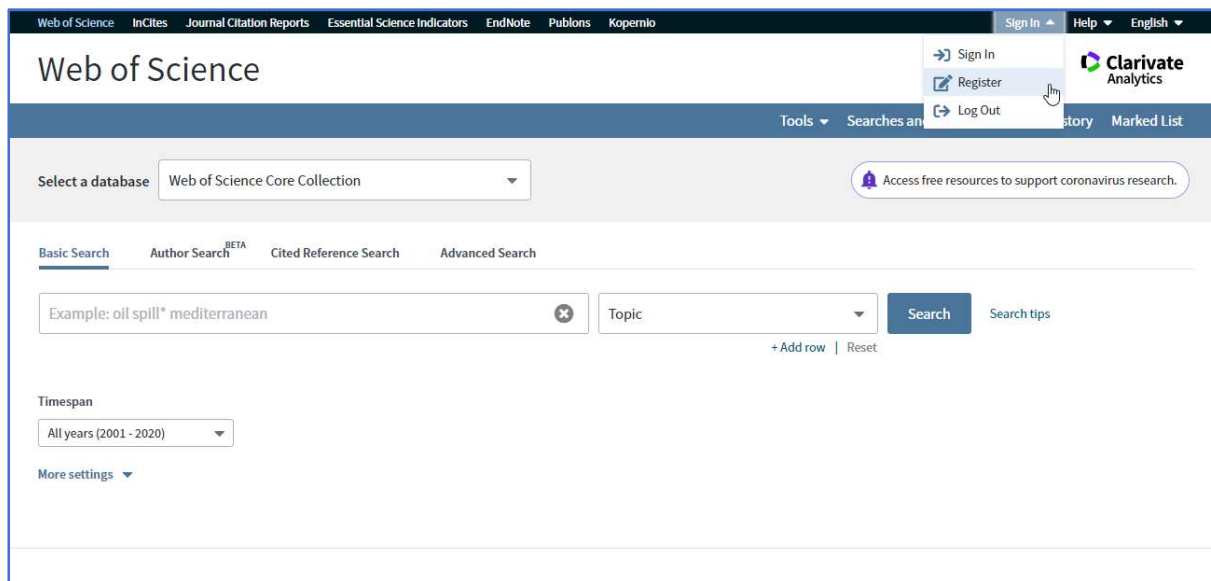 Web of Science InCites Journal Citation Reports Essential Science Indicators EndNote Publons Kopernio Sign In Help English
Web of Science
Sign In
Register
Log Out
Clarivate
Analytics
Tools Searches an story Marked List
Select a database Web of Science Core Collection
Access free resources to support coronavirus research.
Basic Search Author Search BETA Cited Reference Search Advanced Search
Example: oil spill* mediterranean Topic Search Search tips
+ Add row | Reset
Timespan
All years (2001 - 2020)
More settings